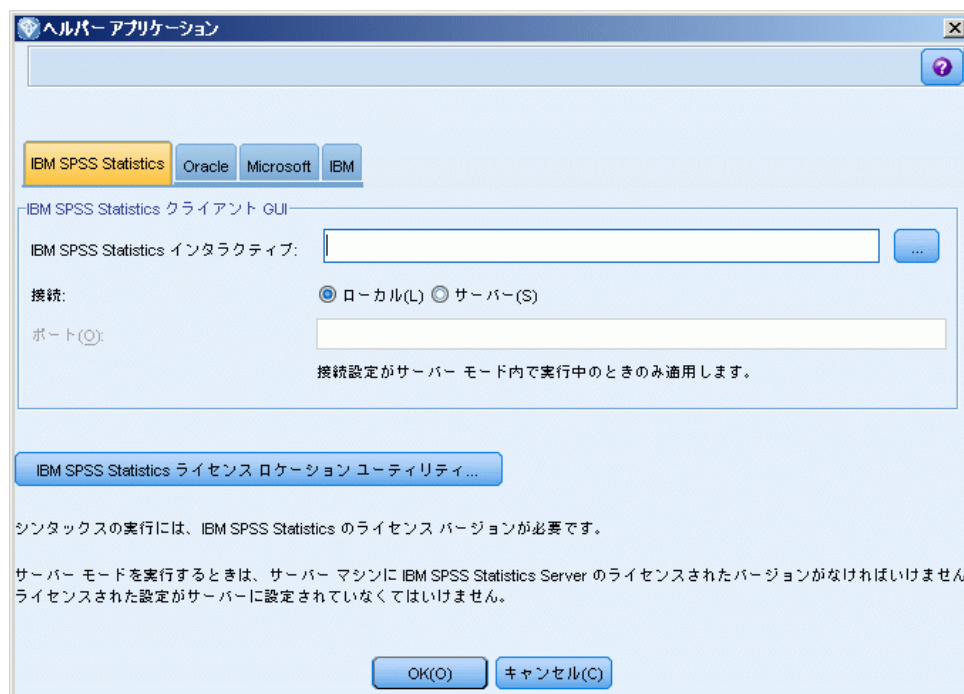 ヘルパー アプリケーション
IBM SPSS Statistics
Oracle
Microsoft
IBM
IBM SPSS Statistics クライアント GUI
IBM SPSS Statistics インタラクティブ:
...
接続:
ローカル(L)
サーバー(S)
ポート(O):
接続設定がサーバー モード内で実行中のときのみ適用します。
IBM SPSS Statistics ライセンス ロケーション ユーティリティ...
シンタックスの実行には、IBM SPSS Statistics のライセンス バージョンが必要です。
サーバー モードを実行するときは、サーバー マシンに IBM SPSS Statistics Server のライセンスされたバージョンがなければいけません
ライセンスされた設定がサーバーに設定されていなくてはいけません。
OK(O)
キャンセル(C)